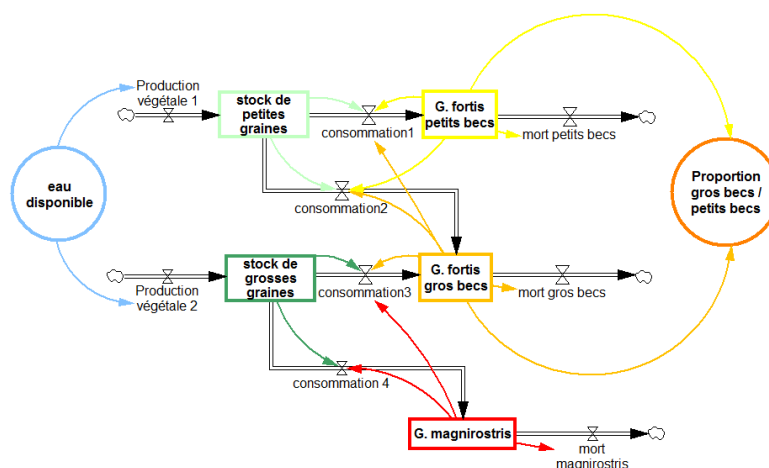 Production
végétale 1
stock de
petites
graines
consommation1
G. fortis
petits becs
mort petits becs
eau
disponible
Proportion
gros becs /
petits becs
consommation2
Production
végétale 2
stock de
grosses
graines
consommation3
G. fortis
gros becs
mort gros becs
consommation 4
G. magnirostris
mort
magnirostris